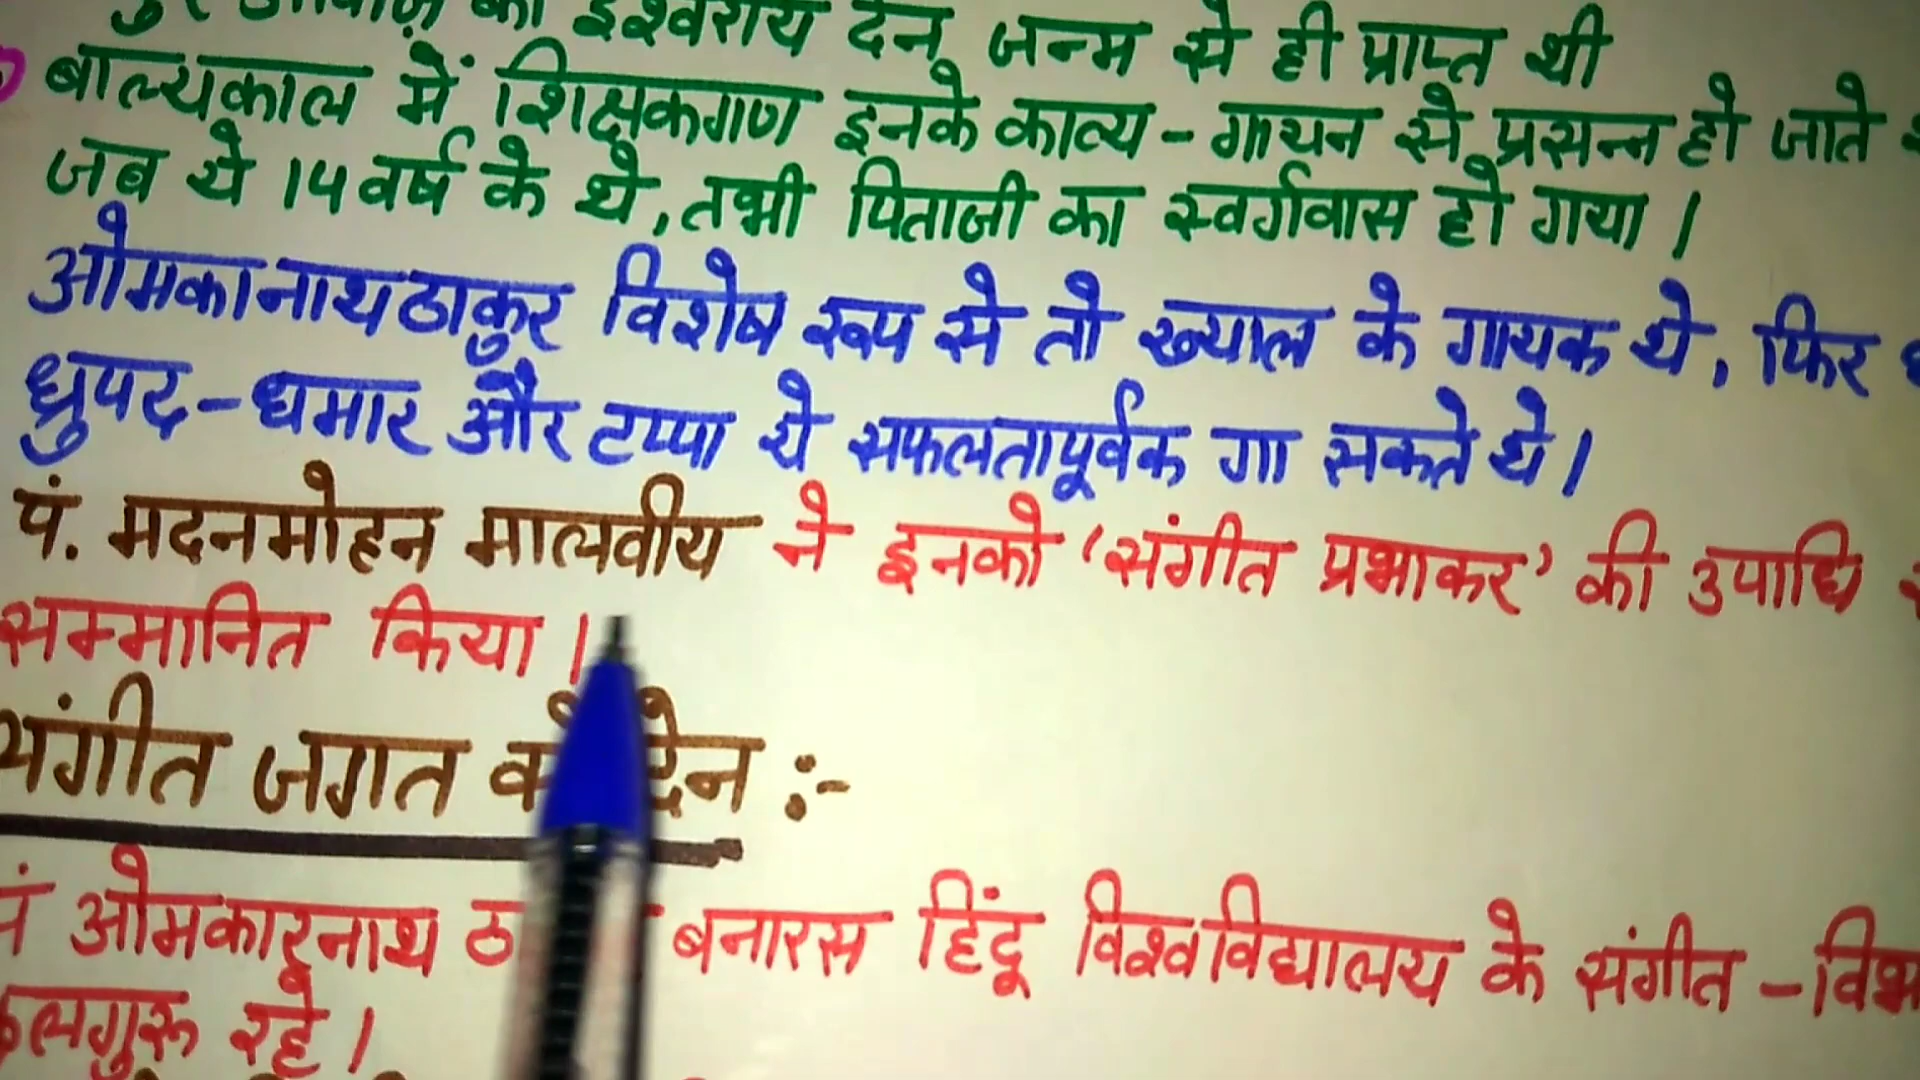 की ईश्वरीय देन जन्म से ही प्राप्त थी
बाल्यकाल में शिक्षकगण इनके काव्य-गायन से प्रसन्न हो जाते
जब ये 14 वर्ष के थे, तभी पिताजी का स्वर्गवास हो गया।
ओमकानाथ ठाकुर विशेष रूप से तो ख्याल के गायक थे, फिर
ध्रुपद-धमार और टप्पा ये सफलतापूर्वक गा सकते थे।
पं. मदनमोहन मालवीय ने इनको 'संगीत प्रभाकर' की उपाधि
सम्मानित किया।
संगीत जगत देन :-
ओमकारनाथ बनारस हिंदू विश्वविद्यालय के संगीत-
कुलगुरू रहे।